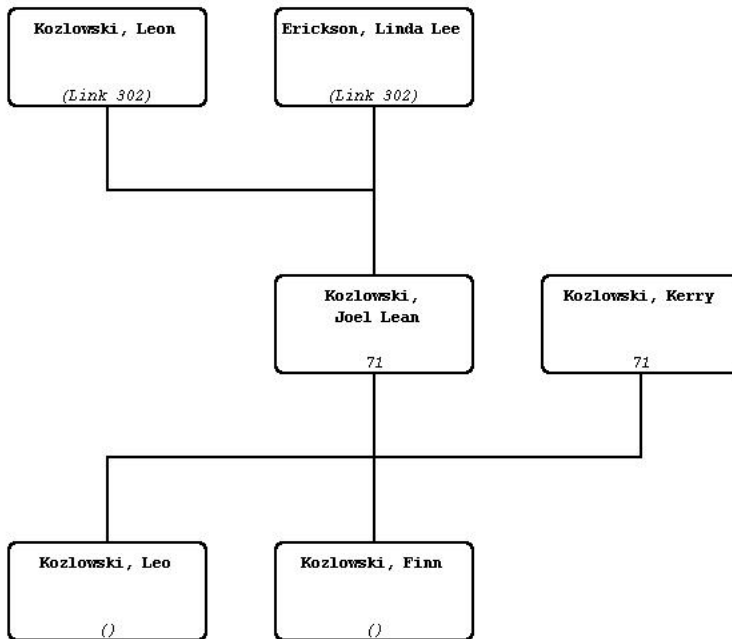 Kozlowski, Leon
(Link 302)
Erickson, Linda Lee
(Link 302)
Kozlowski,
Joel Lean
71
Kozlowski, Kerry
71
Kozlowski, Leo
()
Kozlowski, Finn
()